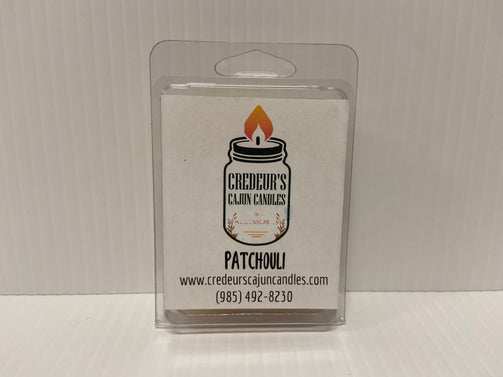 CREDEUR'S
CAJUN CANDLES
PATCHOULI
www.credeurscajuncandles.com
(985) 492-8230